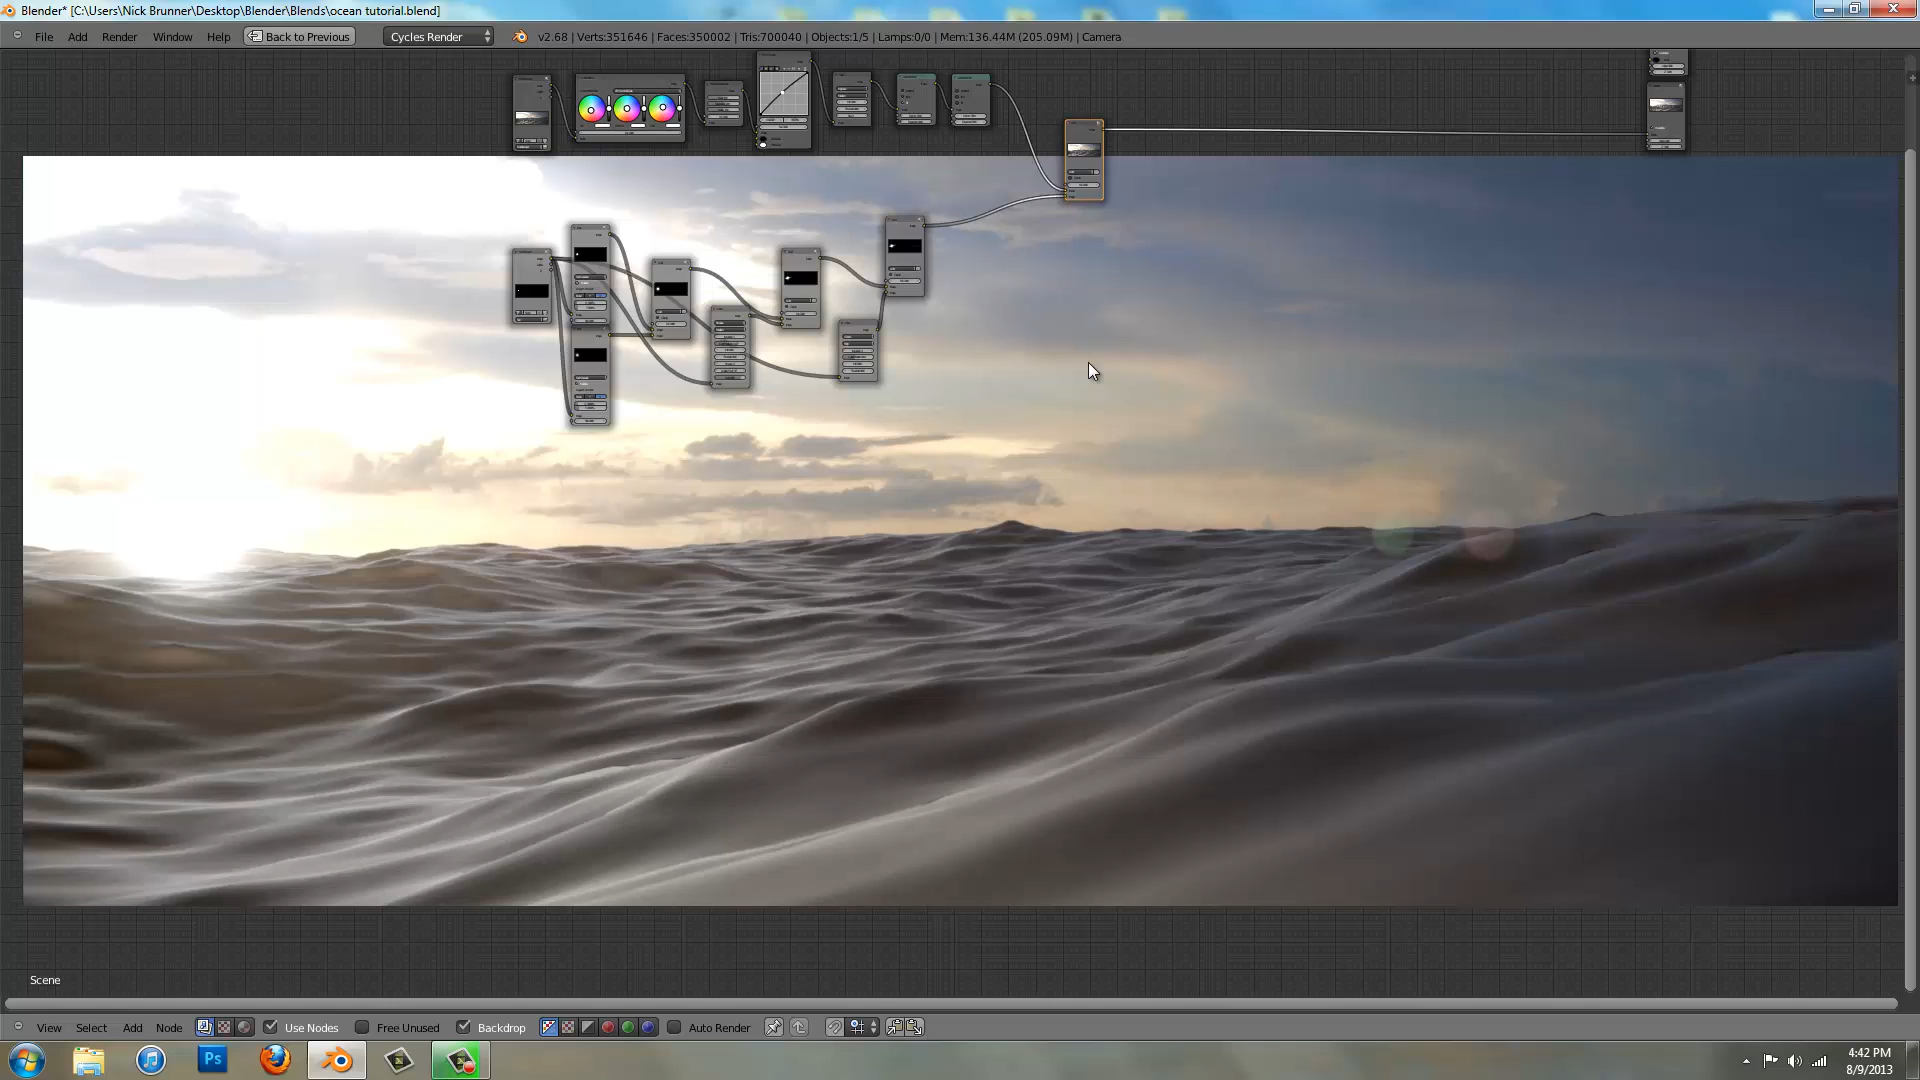 Blender* [C:\Users\Nick Brunner\Desktop\Blender\Blends\ocean tutorial.blend]
File Add Render Window Help Back to Previous Cycles Render v2.68 | Verts:351646 | Faces:350002 | Tris:700040 | Objects:1/5 | Lamps:0/0 | Mem:136.44M (205.09M) | Camera
Scene
View Select Add Node Use Nodes Free Unused Backdrop Auto Render
Ps
4:42 PM
8/9/2013